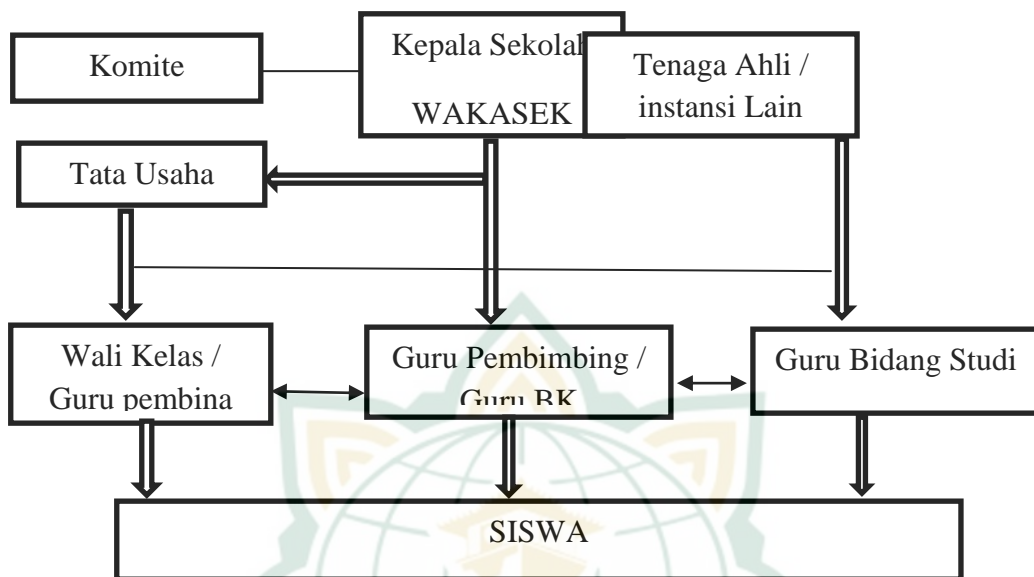 Komite
Kepala Sekolah
WAKASEK
Tenaga Ahli /
instansi Lain
Tata Usaha
Wali Kelas /
Guru pembina
Guru Pembimbing /
Guru BK
Guru Bidang Studi
SISWA